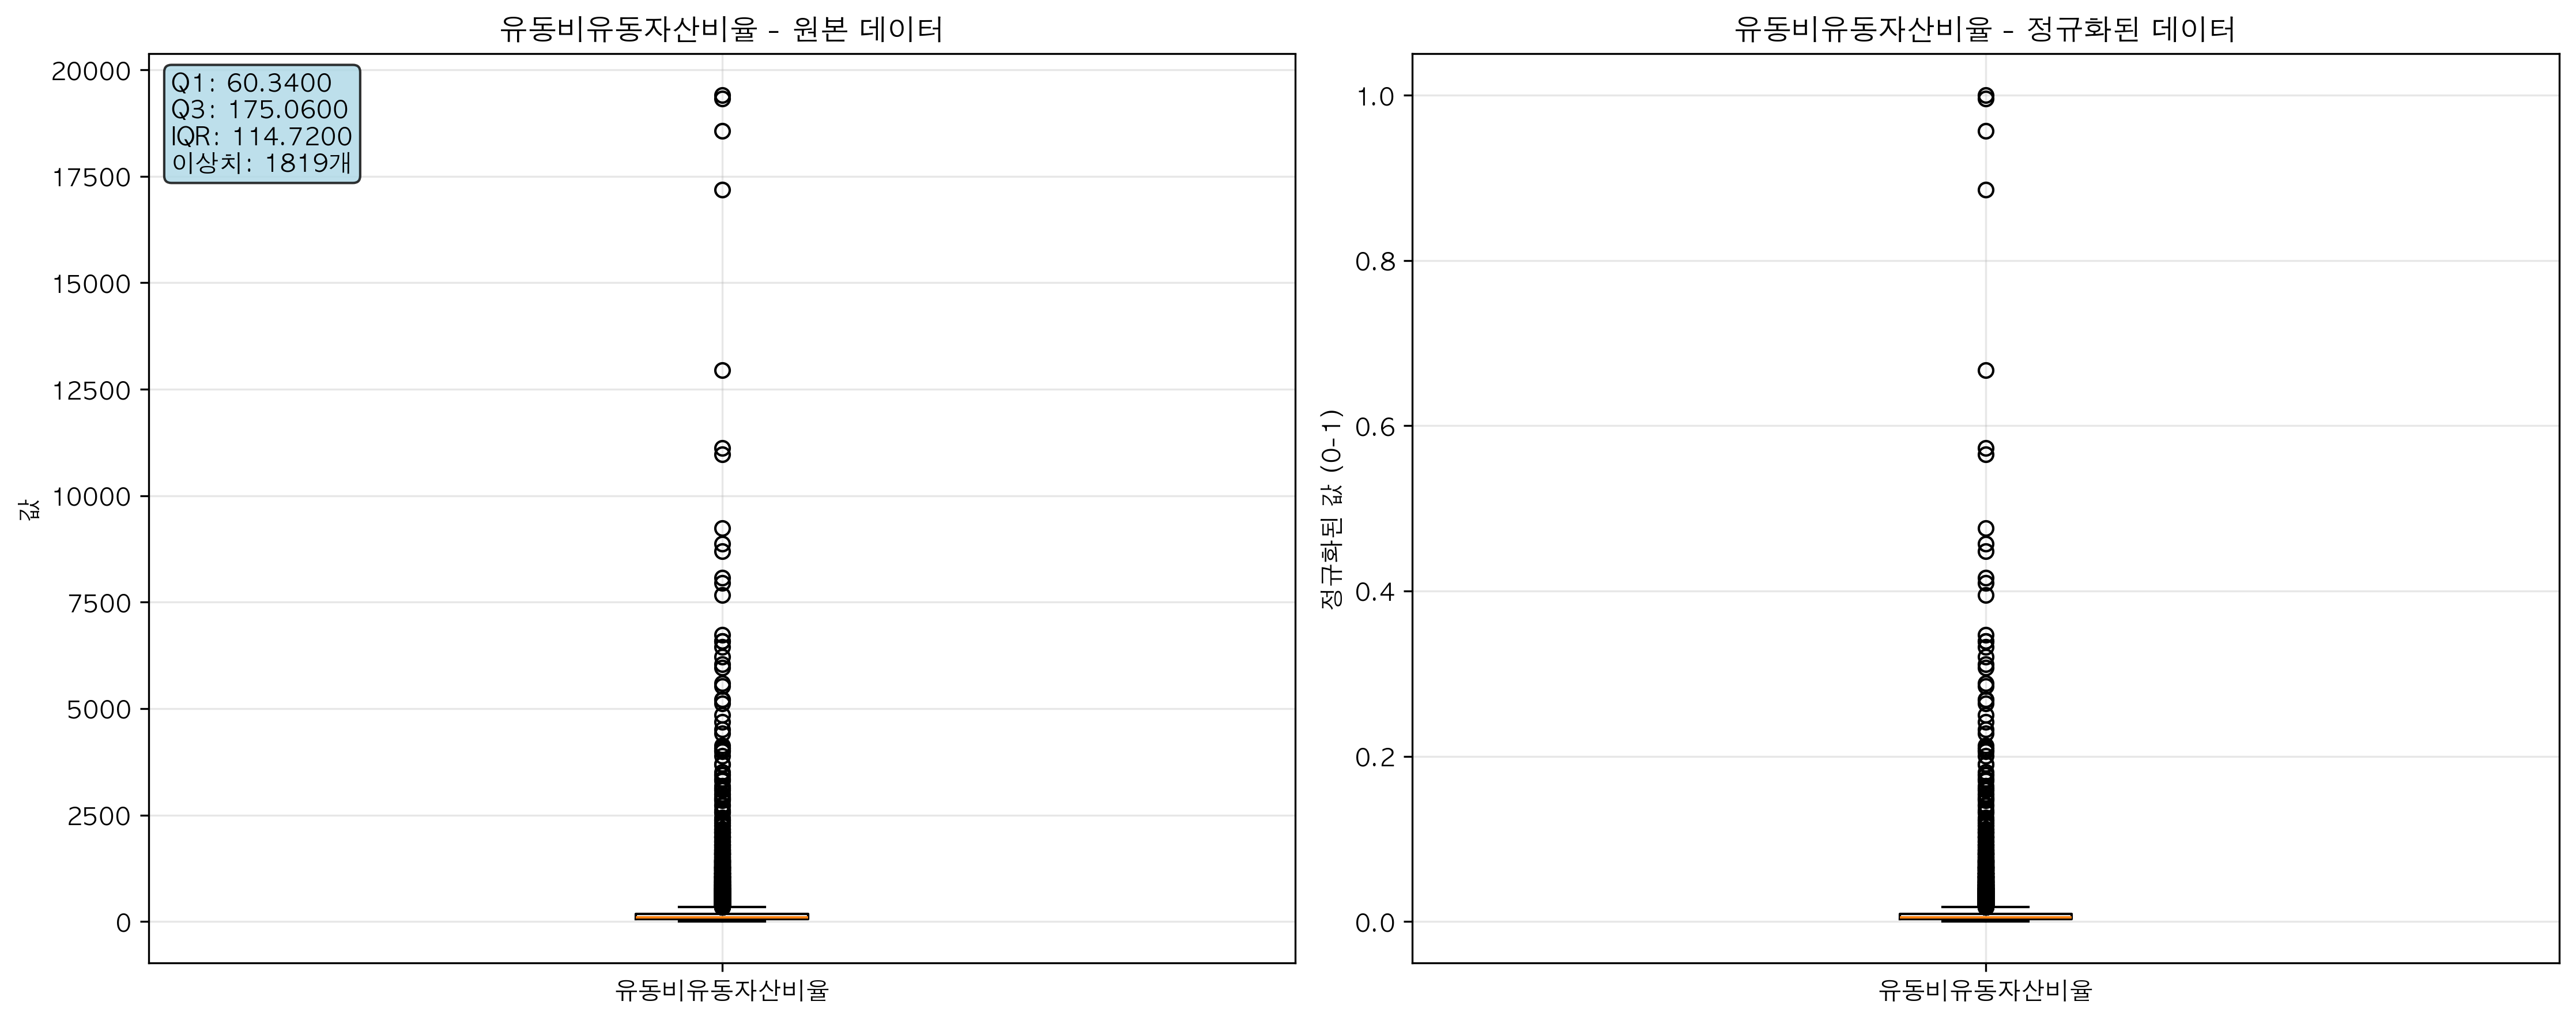 유동비유동자산비율 - 원본 데이터
20000
17500
15000
12500
10000
7500
5000
2500
0
값
Q1: 60.3400
Q3: 175.0600
IQR: 114.7200
이상치: 1819개
유동비유동자산비율
유동비유동자산비율 - 정규화된 데이터
1.0
0.8
0.6
0.4
0.2
0.0
정규화된 값 (0-1)
유동비유동자산비율